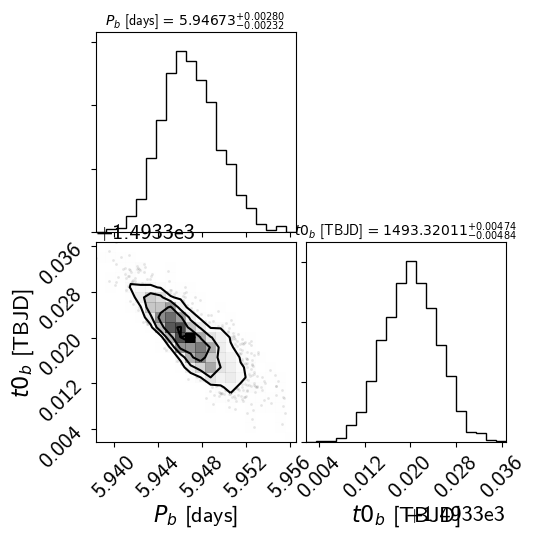 P_b [days] = 5.94673^{+0.00280}_{-0.00232}
+1.4933e3
t0_b [TBJD] = 1493.32011^{+0.00474}_{-0.00484}
0.036
0.028
0.020
0.012
0.004
t0_b [TBJD]
5.940 5.944 5.948 5.952 5.956
0.004 0.012 0.020 0.028 0.036
P_b [days]
t0_b [TBJD]
+1.4933e3